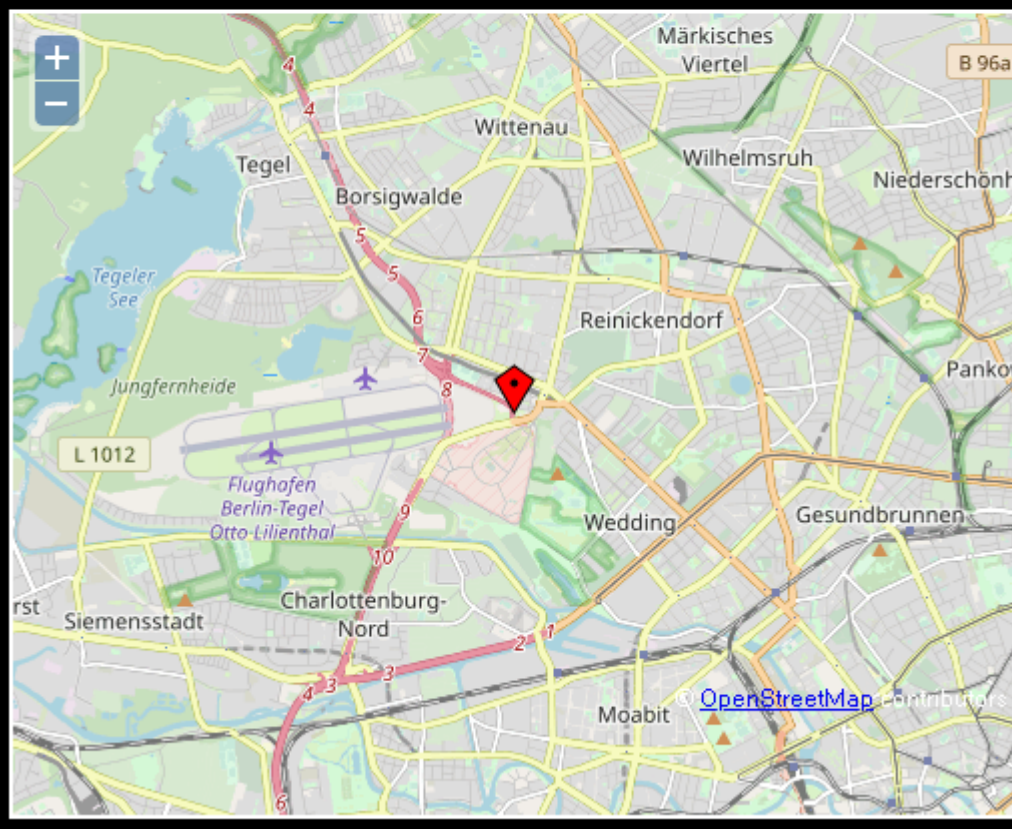 +
−
4
Märkisches
Viertel
B 96a
4
Wittenau
Tegel
Wilhelmsruh
Borsigwalde
Niederschönh
5
5
Tegeler
See
6
Reinickendorf
7
Jungfernheide
8
Pankow
L 1012
Flughafen
Berlin-Tegel
Otto-Lilienthal
9
Wedding
Gesundbrunnen
10
rst
Siemensstadt
Charlottenburg-
Nord
1
2
3
3
4
Moabit
© OpenStreetMap contributors
6